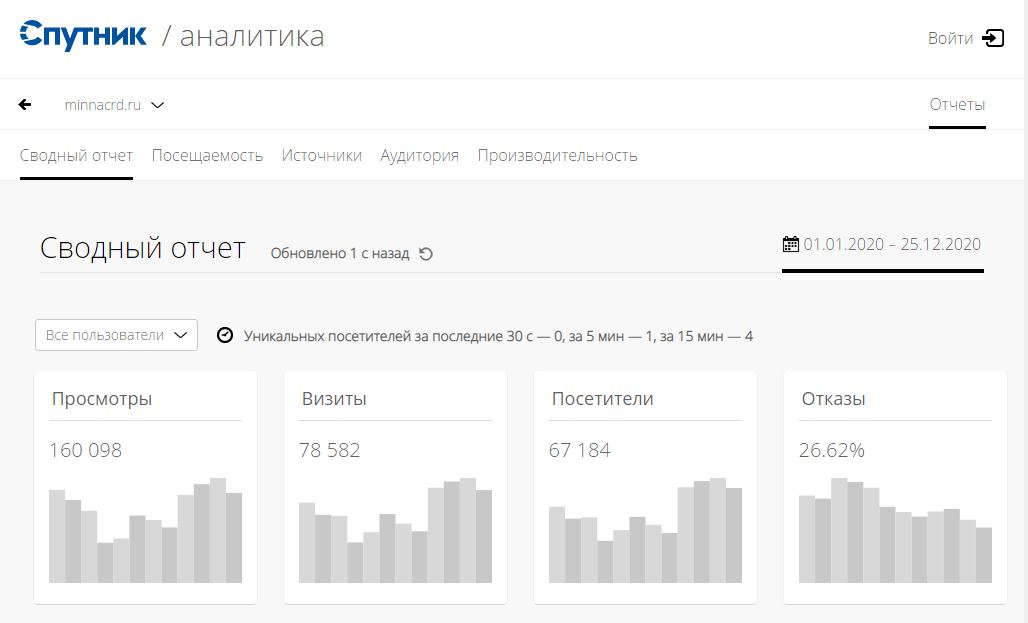 Спутник / аналитика
Войти
minnacrd.ru
Отчеты
Сводный отчет Посещаемость Источники Аудитория Производительность
Сводный отчет Обновлено 1 с назад 01.01.2020 – 25.12.2020
Все пользователи Уникальных посетителей за последние 30 с — 0, за 5 мин — 1, за 15 мин — 4
Просмотры Визиты Посетители Отказы
160 098 78 582 67 184 26.62%